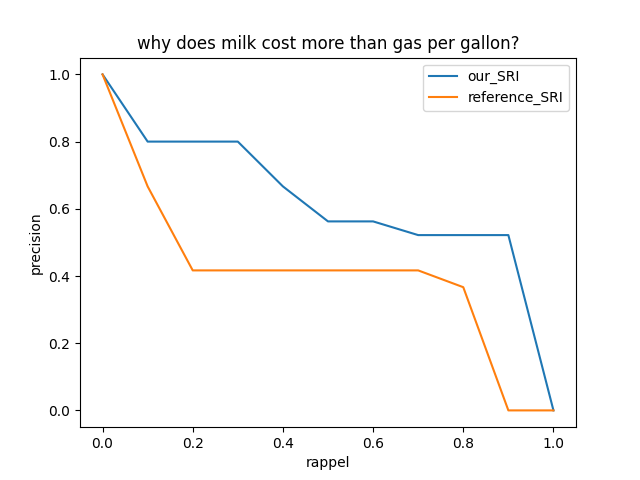 why does milk cost more than gas per gallon?
our_SRI
reference_SRI
precision
1.0
0.8
0.6
0.4
0.2
0.0
0.0 0.2 0.4 0.6 0.8 1.0
rappel